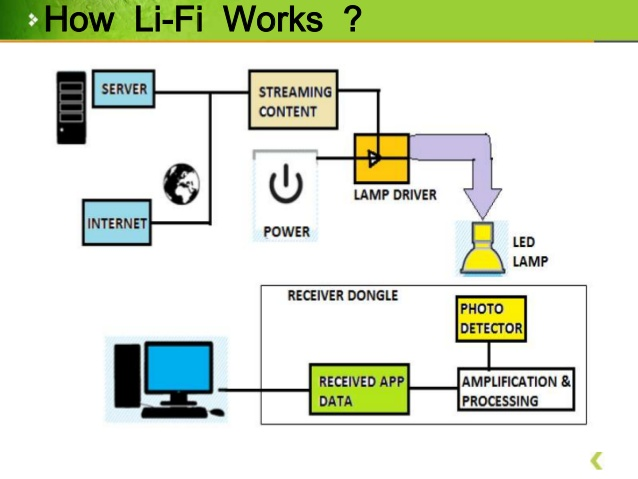 How Li-Fi Works ?
SERVER
STREAMING
CONTENT
LAMP DRIVER
INTERNET
POWER
LED
LAMP
RECEIVER DONGLE
PHOTO
DETECTOR
RECEIVED APP
DATA
AMPLIFICATION &
PROCESSING